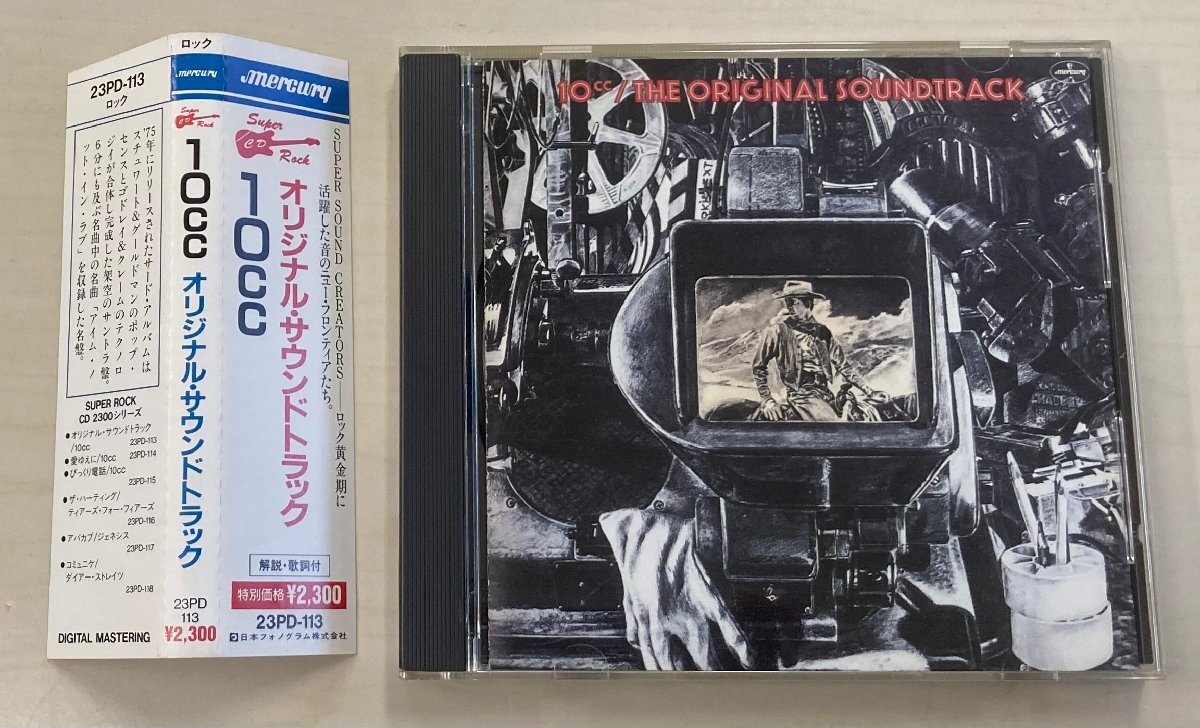 23PD-113
ロック
'75年にリリースされたサード・アルバムは
スチュワート&グールドマンのポップ・
センスとゴドレイ&クレームのテクノロ
ジイが合体し完成した架空のサントラ盤。
6分にも及ぶ名曲中の名曲「アイム・ノ
ット・イン・ラブ」を収録した名盤。
SUPER ROCK
CD 2300シリーズ
●オリジナル・サウンドトラック
/10cc 23PD-113
●愛ゆえに/10cc 23PD-114
●びっくり電話/10cc
23PD-115
●ザ・ハーティング/
ティアーズ・フォー・フィアーズ
23PD-116
●アバカブ/ジェネシス
23PD-117
●コミュニケ/
ダイアー・ストレイツ
23PD-118
DIGITAL MASTERING
ロック
mercury
Super
Rock
10cc オリジナル・サウンドトラック
23PD
113
¥2,300
mercury
Super
CD
Rock
10cc
オリジナル・サウンドトラック
SUPER SOUND CREATORS──ロック黄金期に
活躍した音のニュー・フロンティアたち。
解説・歌詞付
特別価格 ¥2,300
23PD-113
日本フォノグラム株式会社
10cc/THE ORIGINAL SOUNDTRACK
mercury